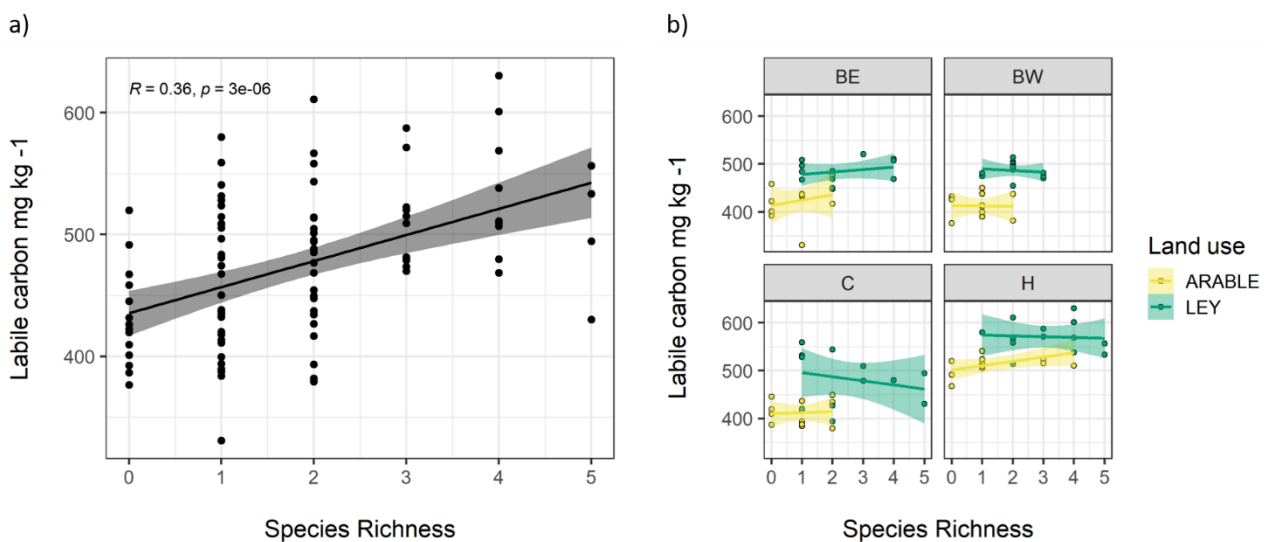 a)
R = 0.36, p = 3e-06
Labile carbon mg kg -1
600
500
400
0 1 2 3 4 5
Species Richness
b)
BE BW
600
500
400
C H
600
500
400
Labile carbon mg kg -1
0 1 2 3 4 5 0 1 2 3 4 5
Species Richness
Land use
ARABLE
LEY